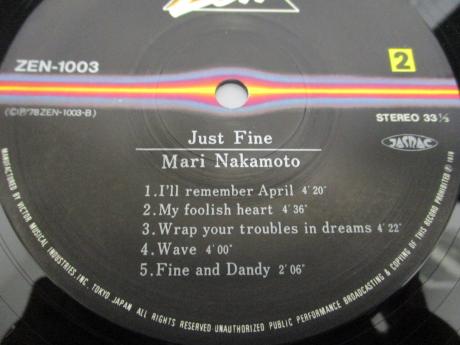 Zen
ZEN-1003
2
(C)(P)'78ZEN-1003-B)
STEREO 33⅓
Just Fine
JASRAC
Mari Nakamoto
1.I'll remember April 4'20"
2.My foolish heart 4'36"
3.Wrap your troubles in dreams 4'22"
4.Wave 4'00"
5.Fine and Dandy 2'06"
MANUFACTURED BY VICTOR MUSICAL INDUSTRIES INC. TOKYO JAPAN ALL RIGHTS RESERVED UNAUTHORIZED PUBLIC PERFORMANCE BROADCASTING & COPYING OF THIS RECORD PROHIBITED